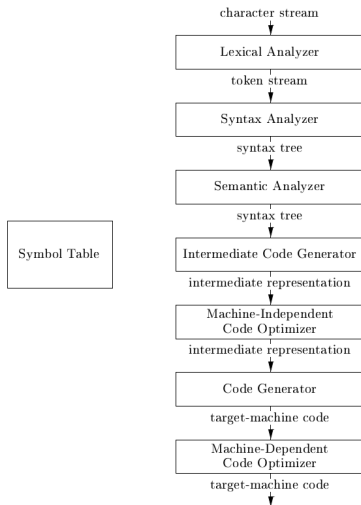 character stream
Lexical Analyzer
token stream
Syntax Analyzer
syntax tree
Semantic Analyzer
syntax tree
Symbol Table
Intermediate Code Generator
intermediate representation
Machine-Independent
Code Optimizer
intermediate representation
Code Generator
target-machine code
Machine-Dependent
Code Optimizer
target-machine code